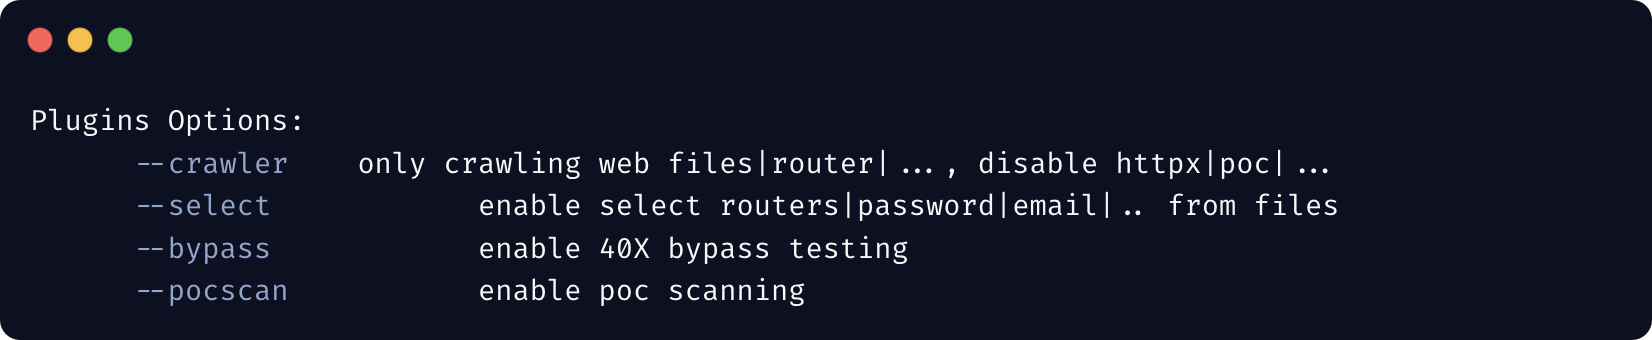 Plugins Options:
--crawler only crawling web files|router|..., disable httpx|poc|...
--select enable select routers|password|email|.. from files
--bypass enable 40X bypass testing
--pocscan enable poc scanning